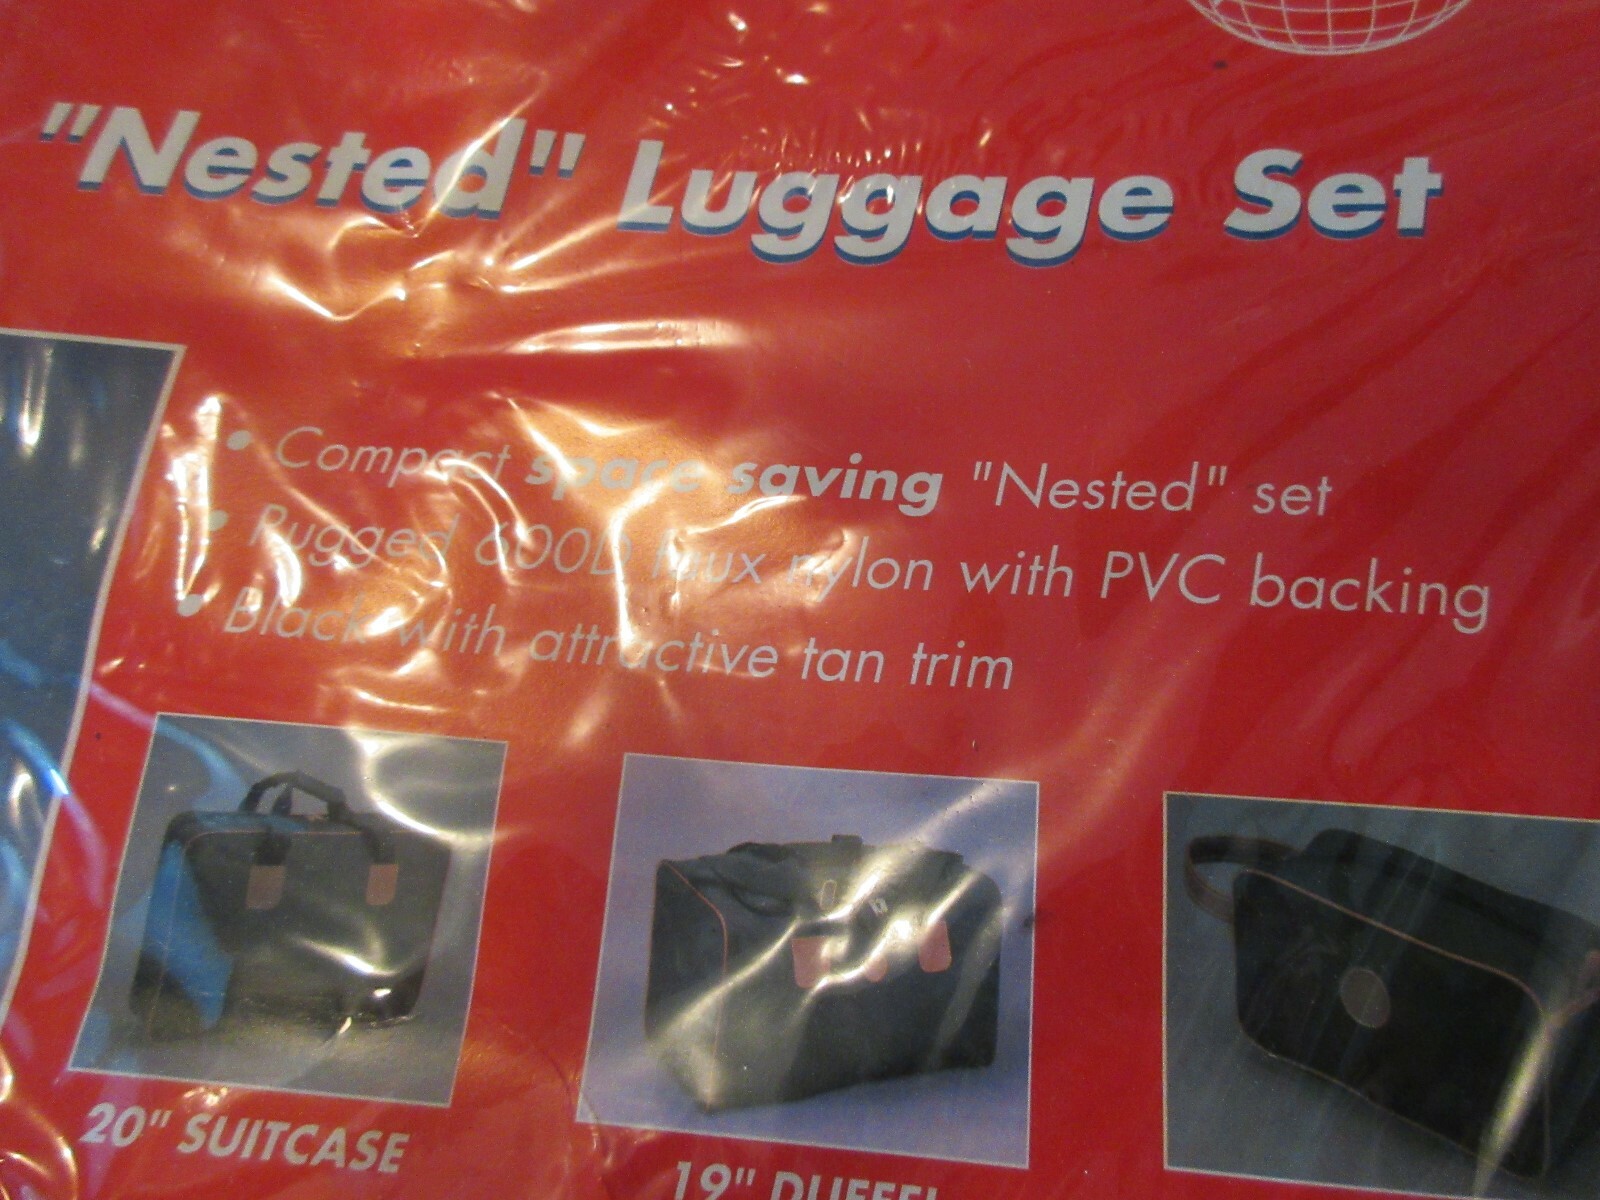 "Nested" Luggage Set
• Compact space saving "Nested" set
• Rugged 600D faux nylon with PVC backing
• Black with attractive tan trim
20" SUITCASE
19" DUFFEL